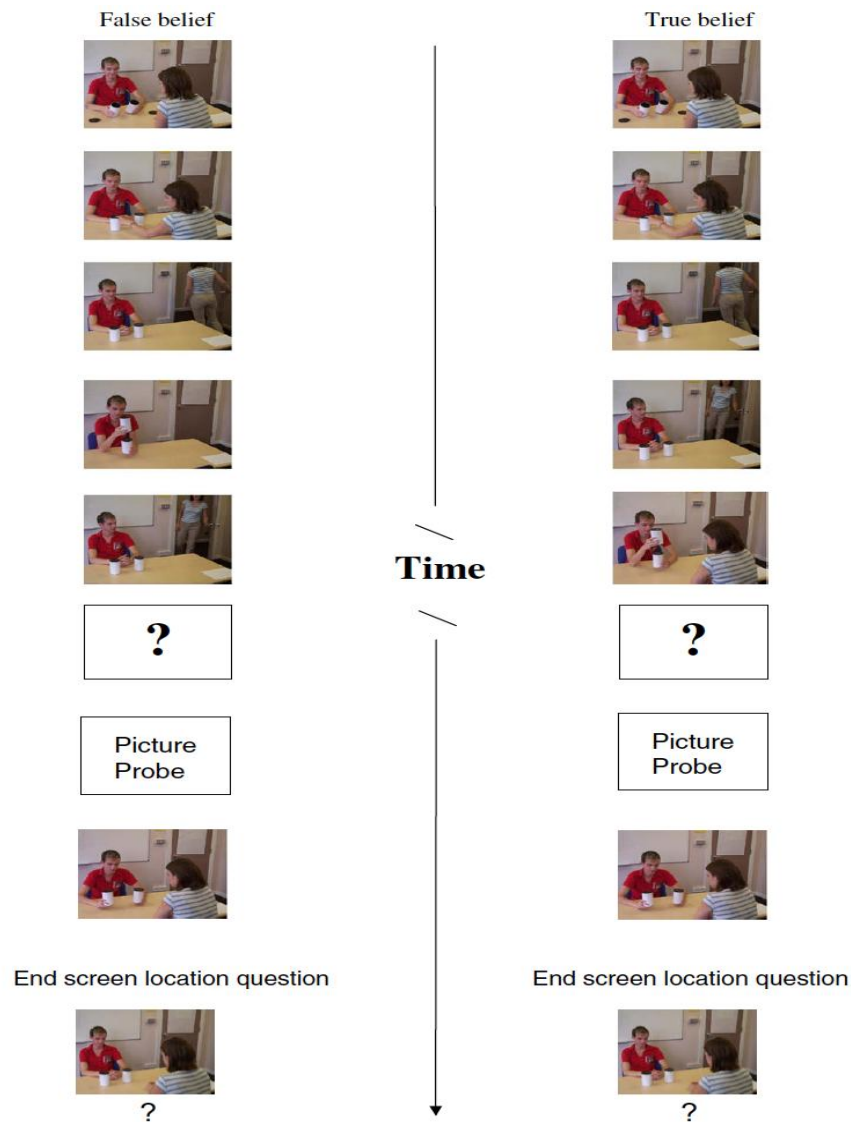 False belief
True belief
Time
?
?
Picture
Probe
Picture
Probe
End screen location question
End screen location question
?
?